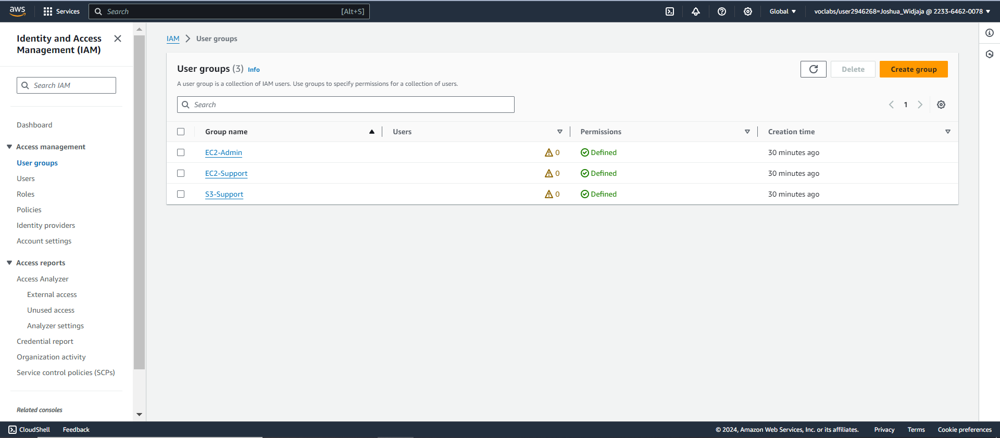 aws
Services
Search
[Alt+S]
Global
voclabs/user2946268=Joshua_Widjaja @ 2233-6462-0078
Identity and Access
Management (IAM)
Search IAM
Dashboard
Access management
User groups
Users
Roles
Policies
Identity providers
Account settings
Access reports
Access Analyzer
External access
Unused access
Analyzer settings
Credential report
Organization activity
Service control policies (SCPs)
Related consoles
IAM > User groups
User groups (3) Info
A user group is a collection of IAM users. Use groups to specify permissions for a collection of users.
Delete
Create group
Search
1
Group name Users Permissions Creation time
EC2-Admin 0 Defined 30 minutes ago
EC2-Support 0 Defined 30 minutes ago
S3-Support 0 Defined 30 minutes ago
CloudShell Feedback
© 2024, Amazon Web Services, Inc. or its affiliates. Privacy Terms Cookie preferences